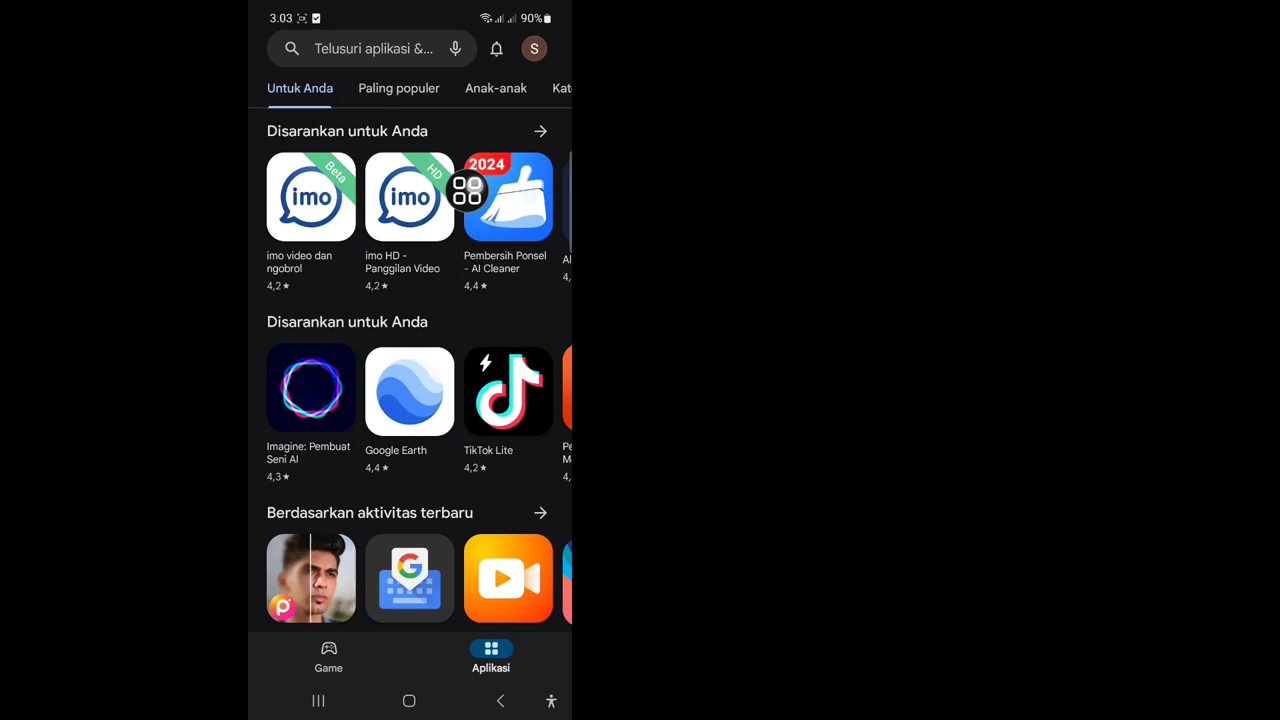 3.03
90%
Telusuri aplikasi &...
S
Untuk Anda
Paling populer
Anak-anak
Disarankan untuk Anda
imo
Beta
imo
HD
2024
imo video dan
ngobrol
4,2★
imo HD -
Panggilan Video
4,2★
Pembersih Ponsel
- AI Cleaner
4,4★
Disarankan untuk Anda
Imagine: Pembuat
Seni AI
4,3★
Google Earth
4,4★
TikTok Lite
4,2★
Berdasarkan aktivitas terbaru
G
Game
Aplikasi